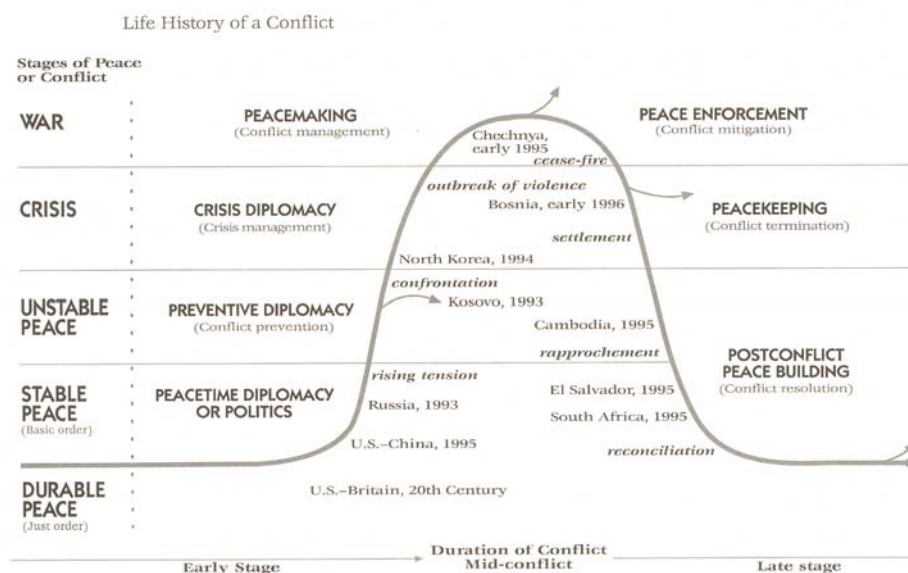 Life History of a Conflict
Stages of Peace
or Conflict
WAR
PEACEMAKING
(Conflict management)
Chechnya,
early 1995
cease-fire
PEACE ENFORCEMENT
(Conflict mitigation)
outbreak of violence
CRISIS
CRISIS DIPLOMACY
(Crisis management)
Bosnia, early 1996
settlement
PEACEKEEPING
(Conflict termination)
North Korea, 1994
confrontation
UNSTABLE
PEACE
PREVENTIVE DIPLOMACY
(Conflict prevention)
Kosovo, 1993
Cambodia, 1995
rapprochement
POSTCONFLICT
PEACE BUILDING
(Conflict resolution)
rising tension
STABLE
PEACE
(Basic order)
PEACETIME DIPLOMACY
OR POLITICS
Russia, 1993
El Salvador, 1995
South Africa, 1995
U.S.–China, 1995
reconciliation
DURABLE
PEACE
(Just order)
U.S.–Britain, 20th Century
Early Stage
Duration of Conflict
Mid-conflict
Late stage